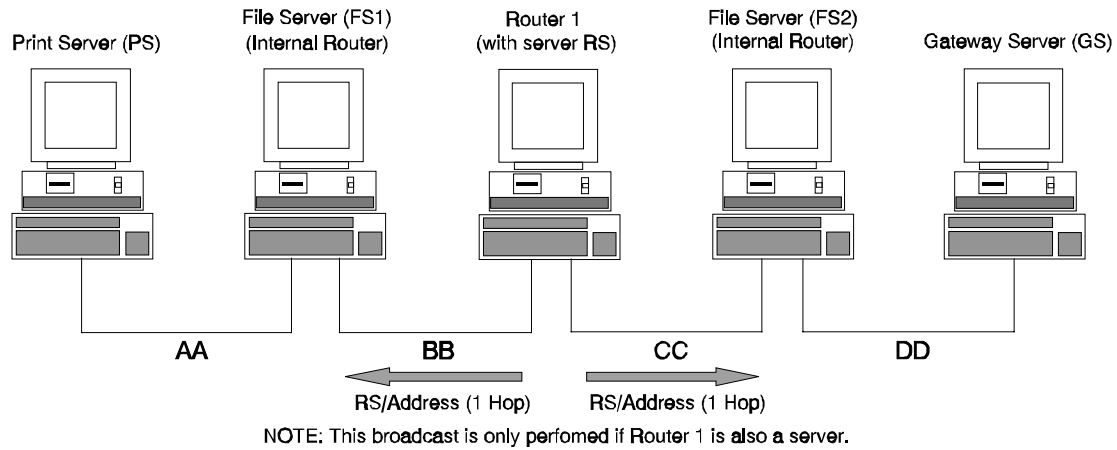 Print Server (PS)
File Server (FS1)
(Internal Router)
Router 1
(with server RS)
File Server (FS2)
(Internal Router)
Gateway Server (GS)
AA
BB
CC
DD
RS/Address (1 Hop)
RS/Address (1 Hop)
NOTE: This broadcast is only perfomed if Router 1 is also a server.